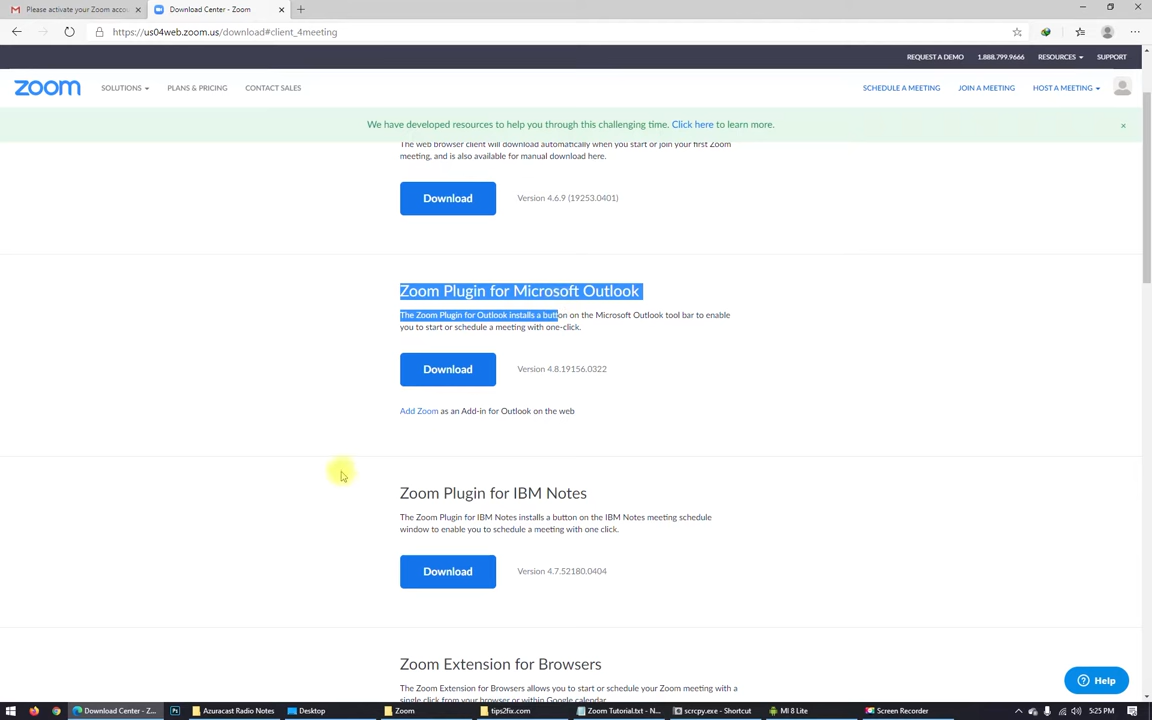 Please activate your Zoom acco
Download Center - Zoom
https://us04web.zoom.us/download#client_4meeting
REQUEST A DEMO 1.888.799.9666 RESOURCES SUPPORT
zoom SOLUTIONS PLANS & PRICING CONTACT SALES SCHEDULE A MEETING JOIN A MEETING HOST A MEETING
We have developed resources to help you through this challenging time. Click here to learn more.
The web browser client will download automatically when you start or join your first Zoom
meeting, and is also available for manual download here.
Download Version 4.6.9 (19253.0401)
Zoom Plugin for Microsoft Outlook
The Zoom Plugin for Outlook installs a button on the Microsoft Outlook tool bar to enable
you to start or schedule a meeting with one-click.
Download Version 4.8.19156.0322
Add Zoom as an Add-in for Outlook on the web
Zoom Plugin for IBM Notes
The Zoom Plugin for IBM Notes installs a button on the IBM Notes meeting schedule
window to enable you to schedule a meeting with one click.
Download Version 4.7.52180.0404
Zoom Extension for Browsers
The Zoom Extension for Browsers allows you to start or schedule your Zoom meeting with a
single click from your browser or within Google calendar.
Help
Download Center - Z... Azuracast Radio Notes Desktop Zoom tips2fix.com Zoom Tutorial.txt - N... scrcpy.exe - Shortcut MI 8 Lite Screen Recorder 5:25 PM